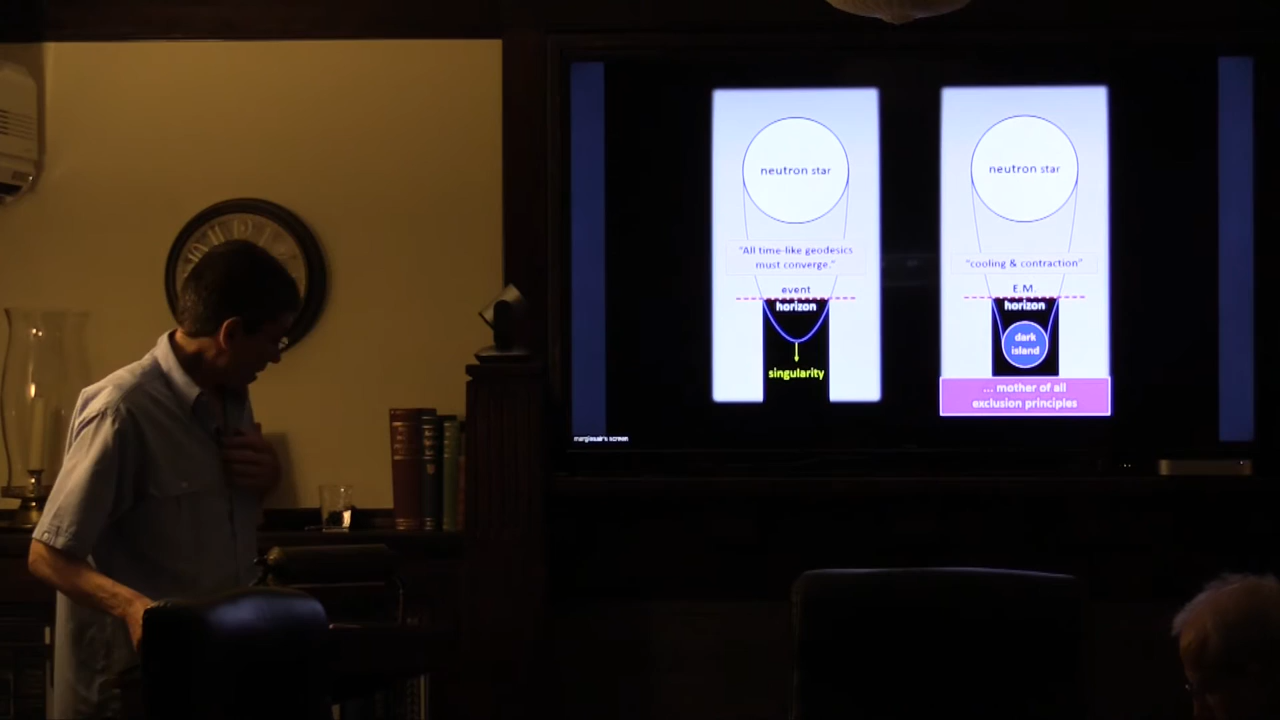 neutron star
"All time-like geodesics
must converge."
event
horizon
singularity
neutron star
"cooling & contraction"
E.M.
horizon
dark
island
... mother of all
exclusion principles